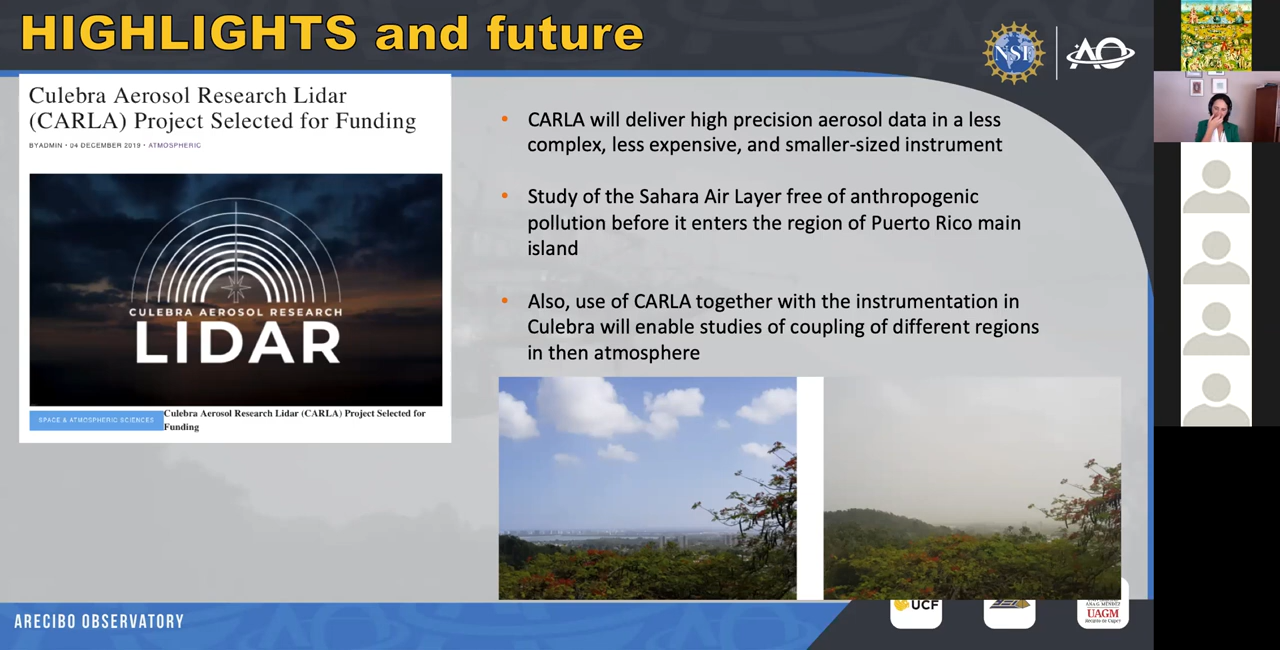 HIGHLIGHTS and future
NSF
AO
Culebra Aerosol Research Lidar
(CARLA) Project Selected for Funding
BYADMIN • 04 DECEMBER 2019 • ATMOSPHERIC
CULEBRA AEROSOL RESEARCH
LIDAR
SPACE & ATMOSPHERIC SCIENCES
Culebra Aerosol Research Lidar (CARLA) Project Selected for
Funding
• CARLA will deliver high precision aerosol data in a less
complex, less expensive, and smaller-sized instrument
• Study of the Sahara Air Layer free of anthropogenic
pollution before it enters the region of Puerto Rico main
island
• Also, use of CARLA together with the instrumentation in
Culebra will enable studies of coupling of different regions
in then atmosphere
ARECIBO OBSERVATORY
UCF
UAGM